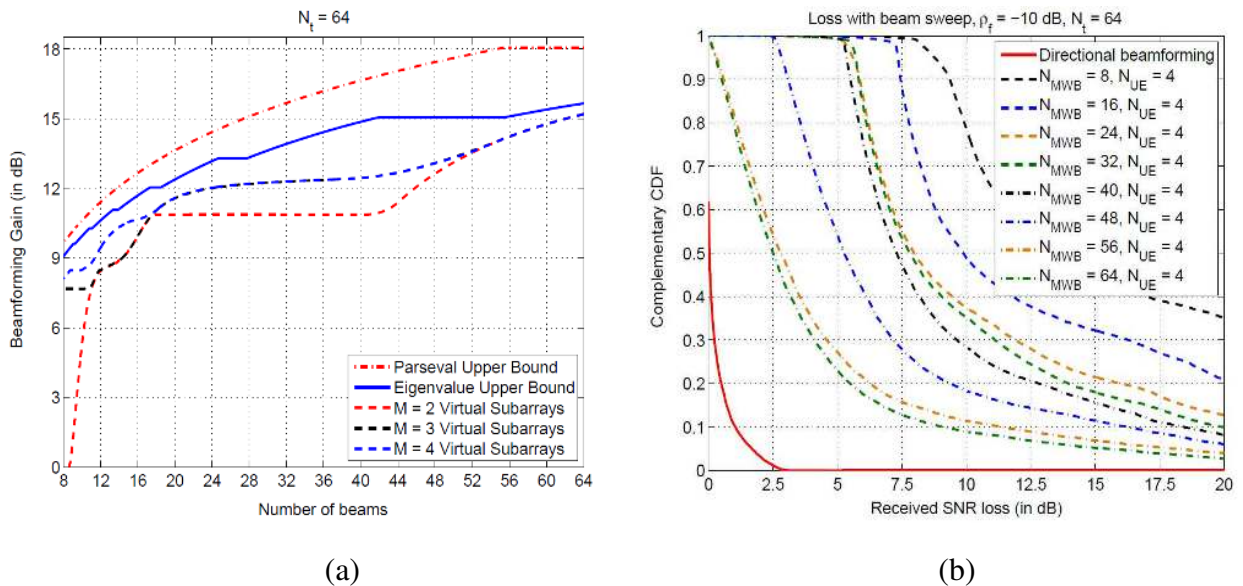 N_t = 64
18
15
12
9
6
3
0
Beamforming Gain (in dB)
Parseval Upper Bound
Eigenvalue Upper Bound
M = 2 Virtual Subarrays
M = 3 Virtual Subarrays
M = 4 Virtual Subarrays
8 12 16 20 24 28 32 36 40 44 48 52 56 60 64
Number of beams
(a)
Loss with beam sweep, ρ_f = −10 dB, N_t = 64
1
0.9
0.8
0.7
0.6
0.5
0.4
0.3
0.2
0.1
0
Complementary CDF
Directional beamforming
N_MWB = 8, N_UE = 4
N_MWB = 16, N_UE = 4
N_MWB = 24, N_UE = 4
N_MWB = 32, N_UE = 4
N_MWB = 40, N_UE = 4
N_MWB = 48, N_UE = 4
N_MWB = 56, N_UE = 4
N_MWB = 64, N_UE = 4
0 2.5 5 7.5 10 12.5 15 17.5 20
Received SNR loss (in dB)
(b)